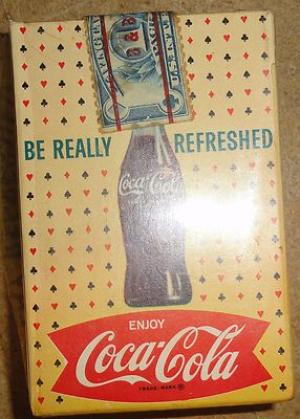 B & B
BE REALLY REFRESHED
Coca-Cola
ENJOY
Coca-Cola
TRADE-MARK ®